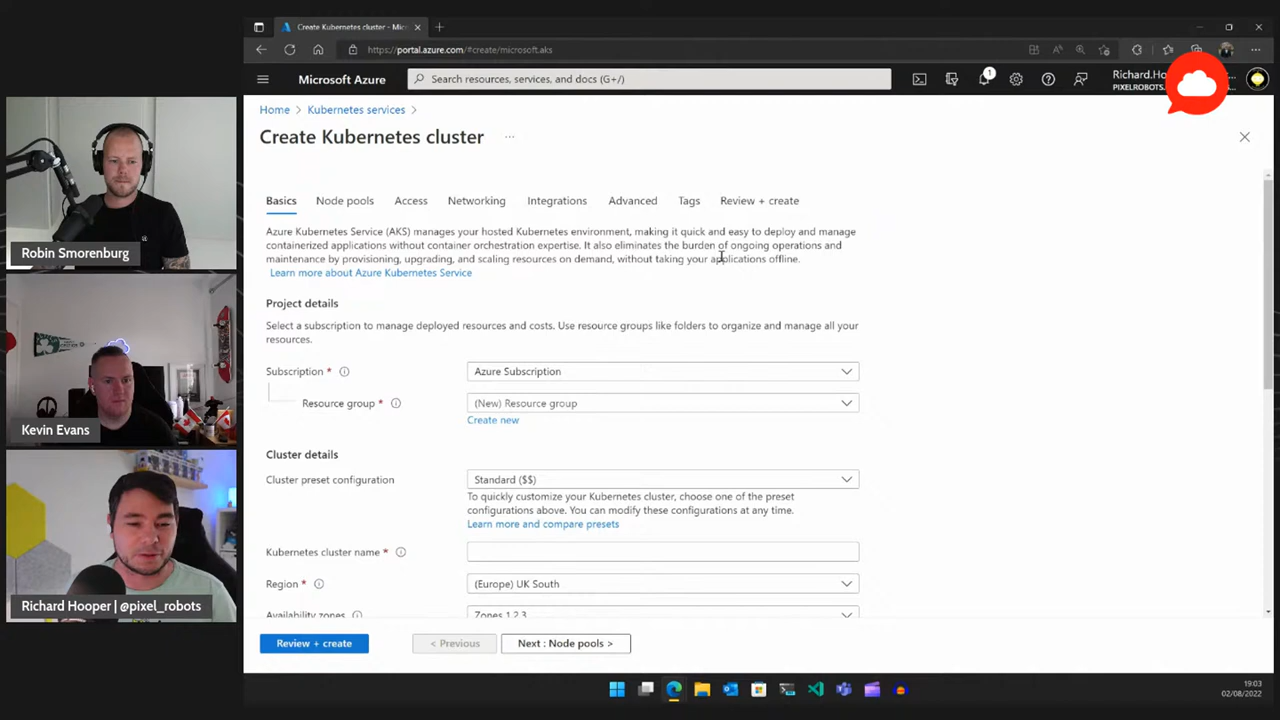 Create Kubernetes cluster - Mic
https://portal.azure.com/#create/microsoft.aks
Microsoft Azure
Search resources, services, and docs (G+/)
1
Richard.Ho
PIXELROBOTS.
Home > Kubernetes services >
Create Kubernetes cluster ...
Basics Node pools Access Networking Integrations Advanced Tags Review + create
Azure Kubernetes Service (AKS) manages your hosted Kubernetes environment, making it quick and easy to deploy and manage
containerized applications without container orchestration expertise. It also eliminates the burden of ongoing operations and
maintenance by provisioning, upgrading, and scaling resources on demand, without taking your applications offline.
Learn more about Azure Kubernetes Service
Project details
Select a subscription to manage deployed resources and costs. Use resource groups like folders to organize and manage all your
resources.
Subscription *
Azure Subscription
Resource group *
(New) Resource group
Create new
Cluster details
Cluster preset configuration
Standard ($$)
To quickly customize your Kubernetes cluster, choose one of the preset
configurations above. You can modify these configurations at any time.
Learn more and compare presets
Kubernetes cluster name *
Region *
(Europe) UK South
Availability zones
Zones 1,2,3
Review + create
< Previous
Next : Node pools >
19:03
02/08/2022
Robin Smorenburg
Kevin Evans
Richard Hooper | @pixel_robots